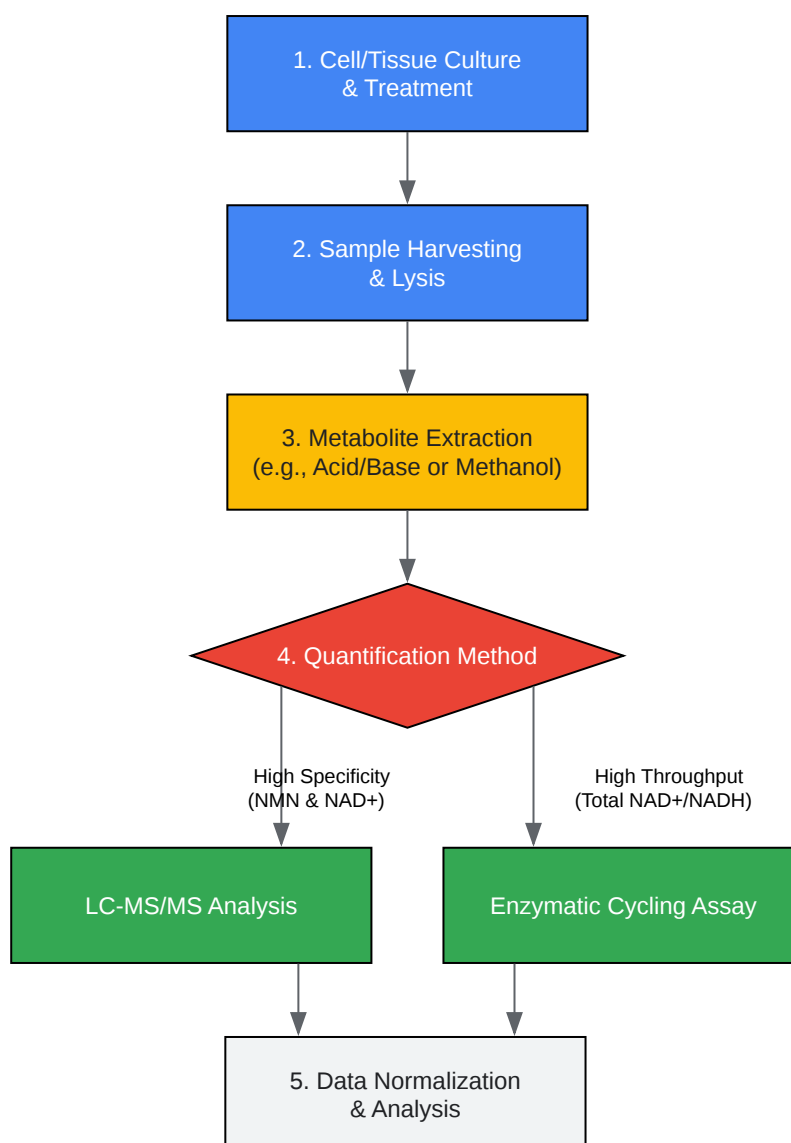 1. Cell/Tissue Culture
& Treatment
2. Sample Harvesting
& Lysis
3. Metabolite Extraction
(e.g., Acid/Base or Methanol)
4. Quantification Method
High Specificity
(NMN & NAD+)
High Throughput
(Total NAD+/NADH)
LC-MS/MS Analysis
Enzymatic Cycling Assay
5. Data Normalization
& Analysis